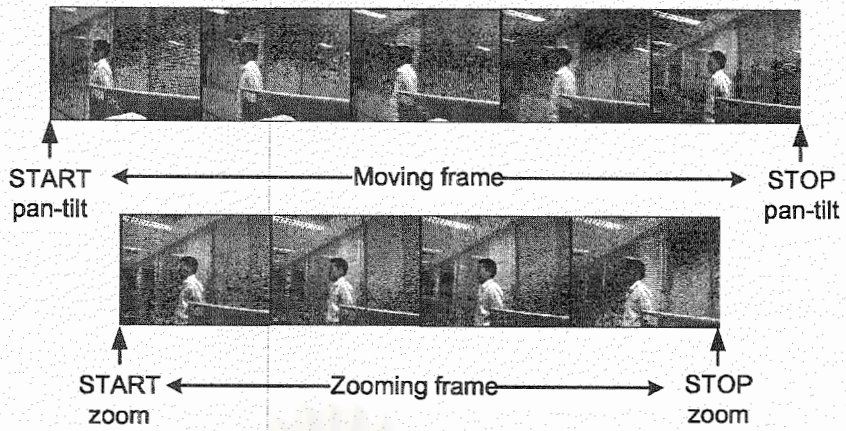 START Moving frame STOP
pan-tilt pan-tilt
START Zooming frame STOP
zoom zoom